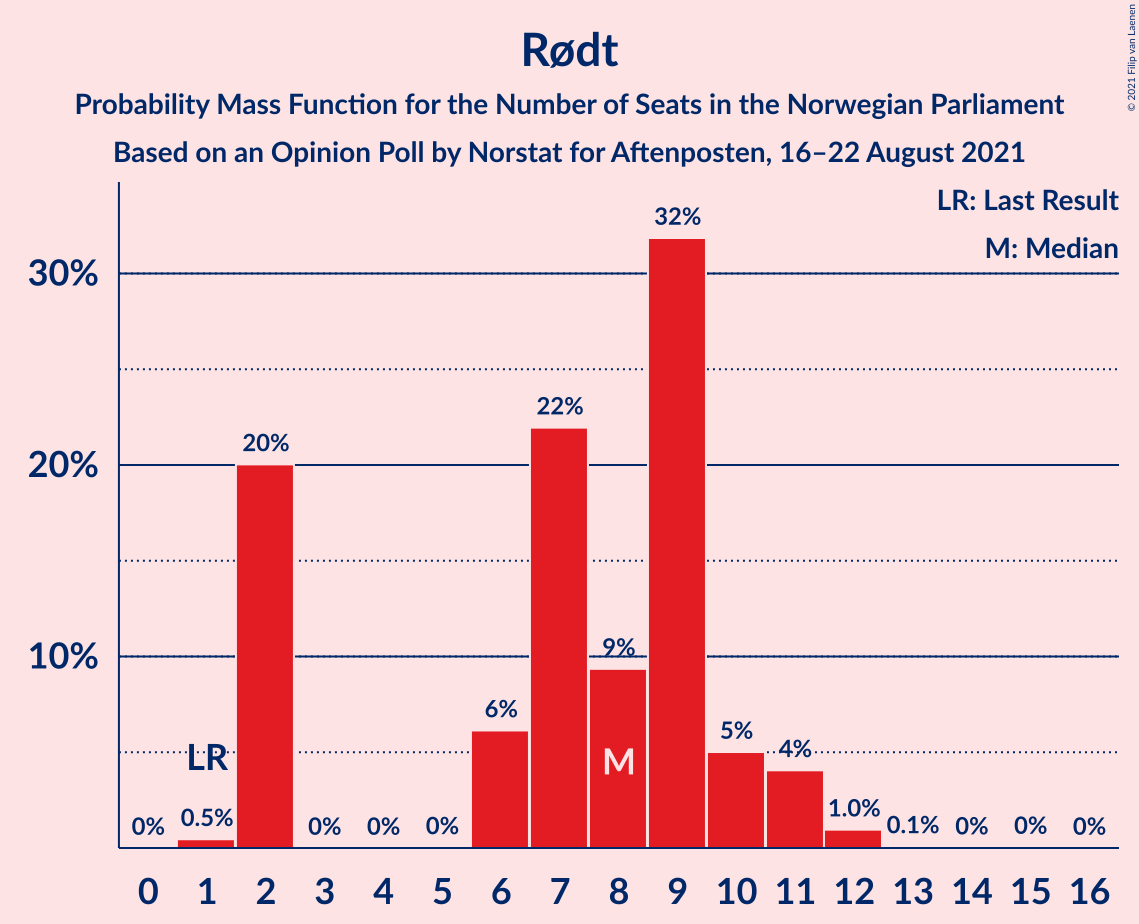 Rødt
Probability Mass Function for the Number of Seats in the Norwegian Parliament
Based on an Opinion Poll by Norstat for Aftenposten, 16–22 August 2021
© 2021 Filip van Laenen
LR: Last Result
M: Median
30%
20%
10%
0%
0.5%
LR
20%
0%
0%
0%
6%
22%
9%
M
32%
5%
4%
1.0%
0.1%
0%
0%
0%
0 1 2 3 4 5 6 7 8 9 10 11 12 13 14 15 16